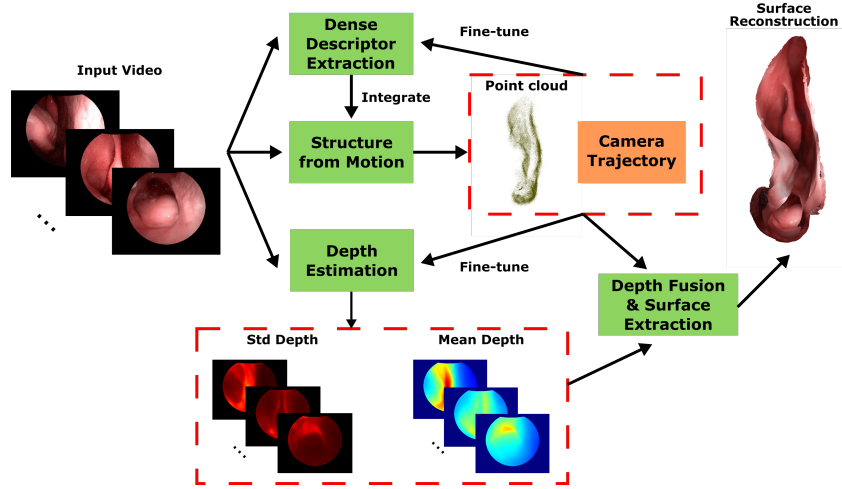 Surface
Reconstruction
Dense
Descriptor
Extraction
Fine-tune
Input Video
Integrate
Point cloud
Structure
from Motion
Camera
Trajectory
Depth
Estimation
Fine-tune
Depth Fusion
& Surface
Extraction
Std Depth
Mean Depth